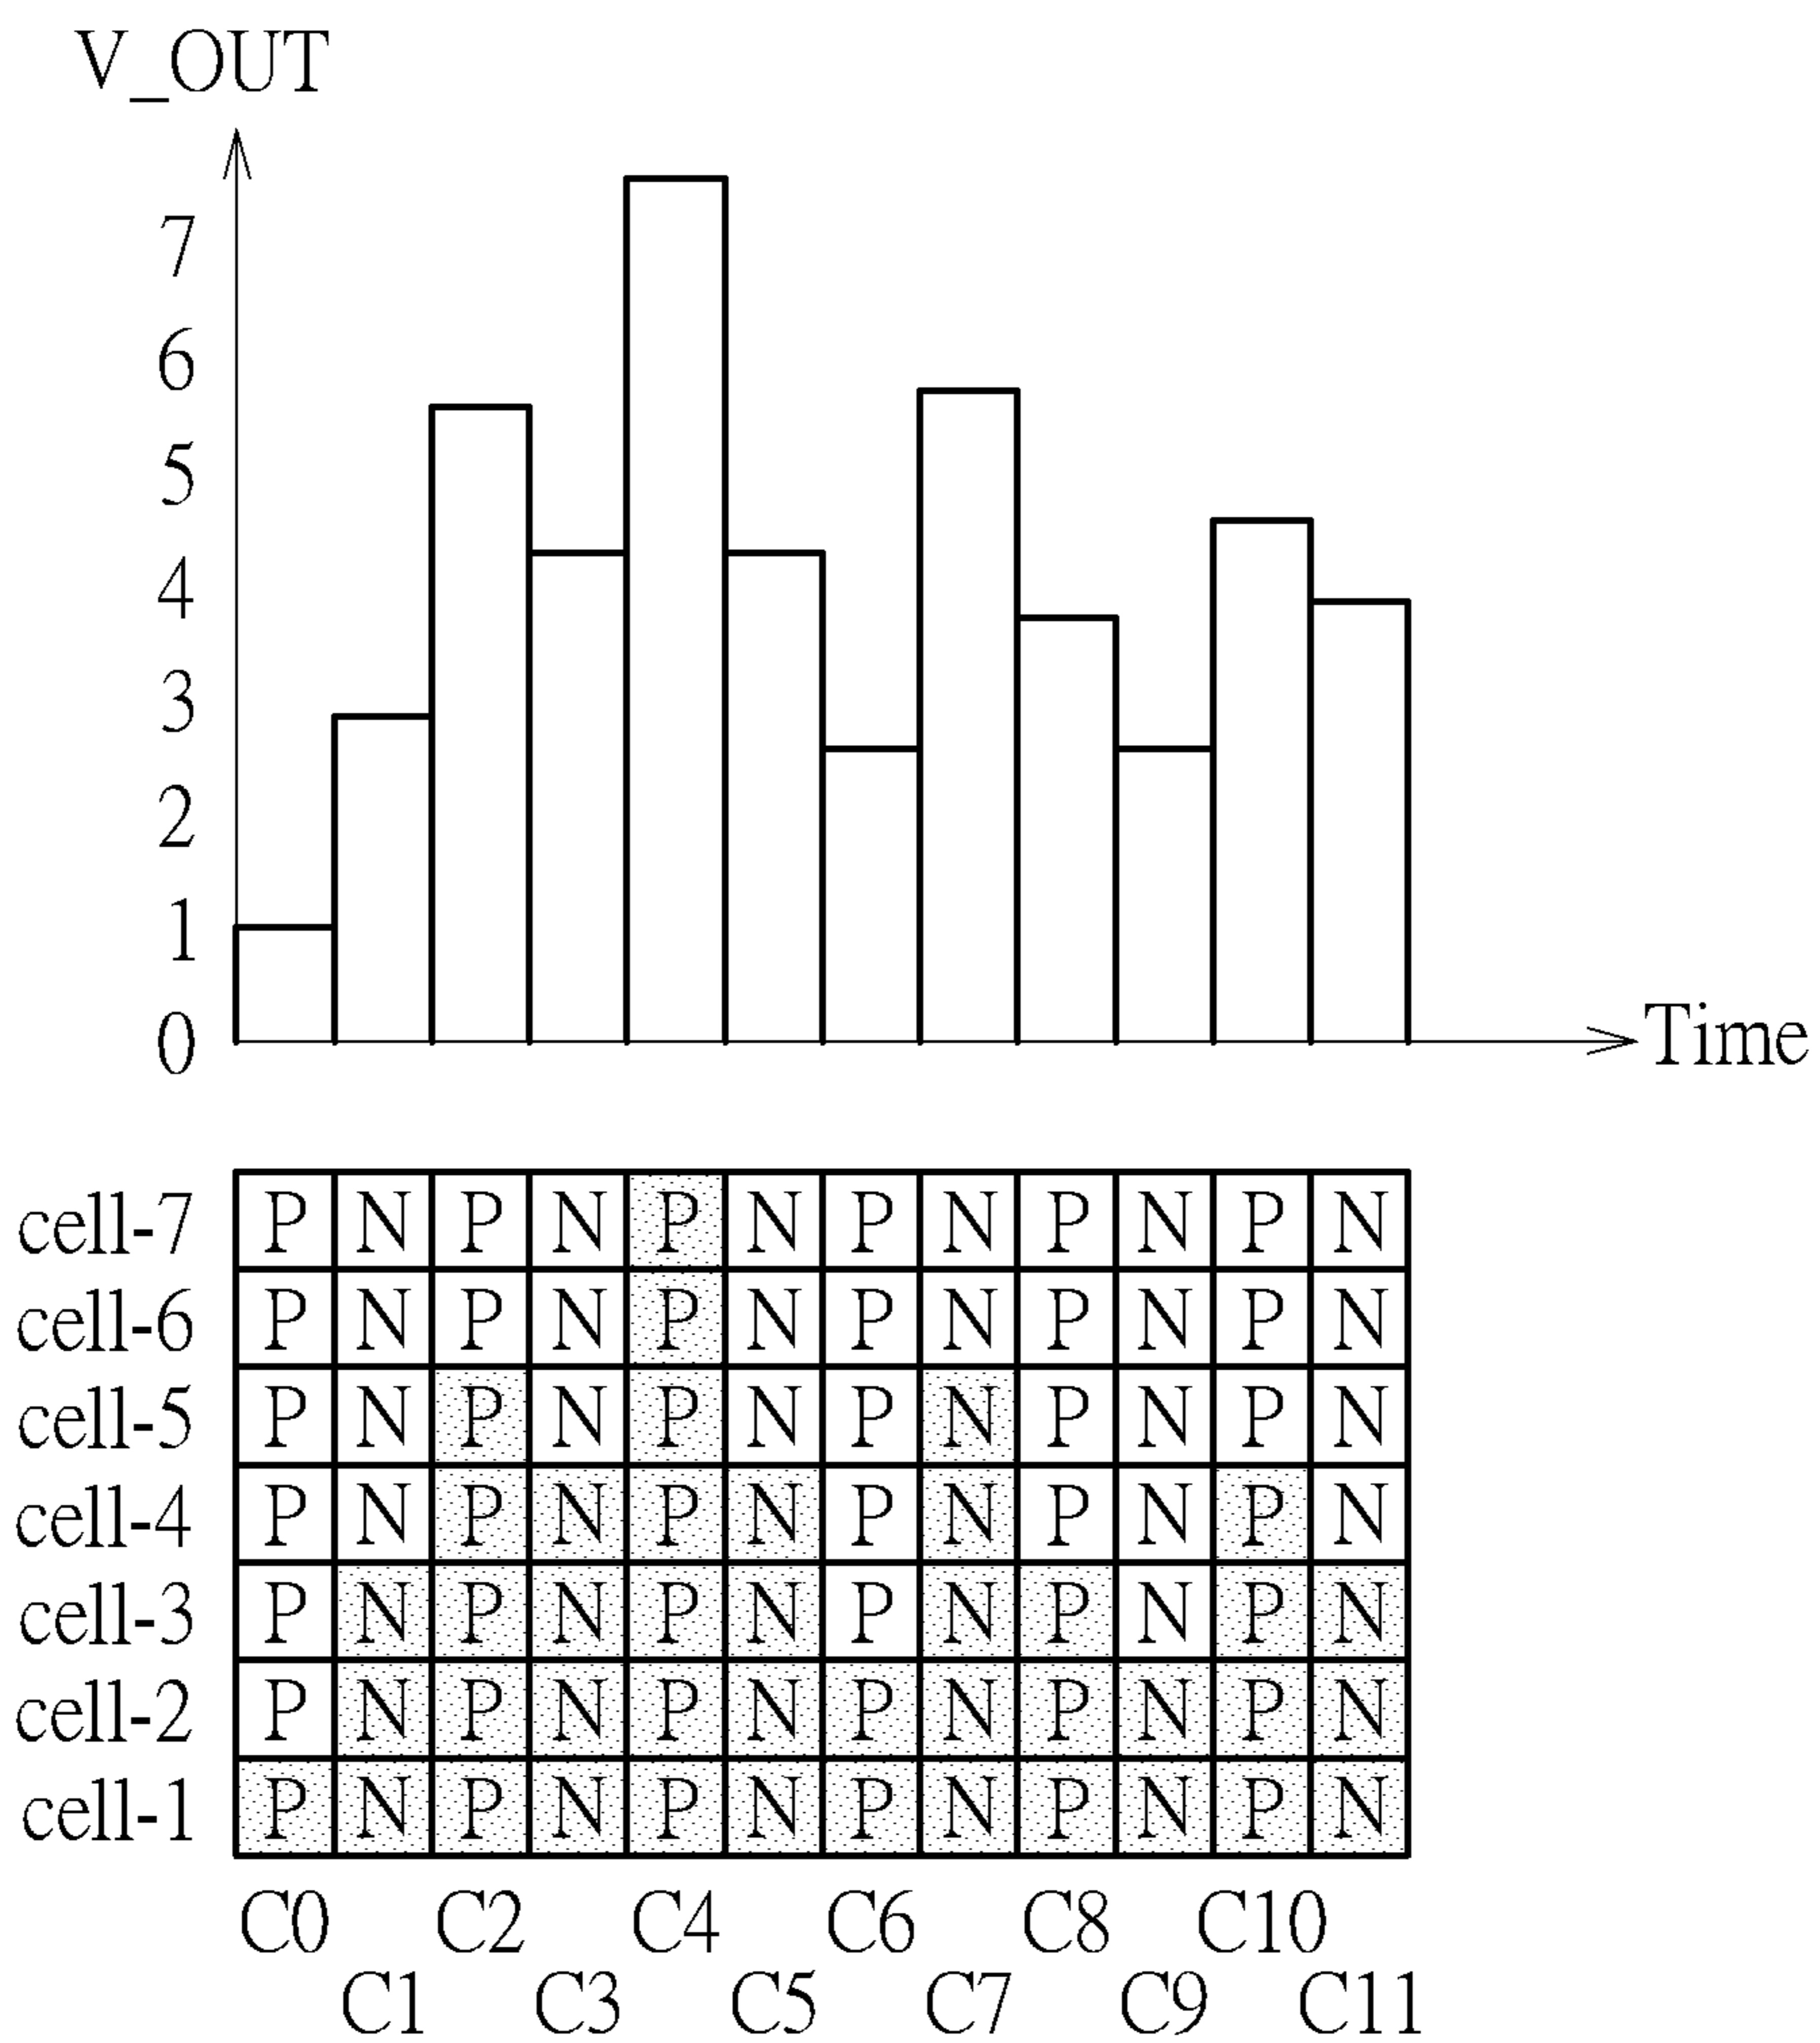 V_OUT
7
6
5
4
3
2
1
0
Time
cell-7 P N P N P N P N P N P N
cell-6 P N P N P N P N P N P N
cell-5 P N P N P N P N P N P N
cell-4 P N P N P N P N P N P N
cell-3 P N P N P N P N P N P N
cell-2 P N P N P N P N P N P N
cell-1 P N P N P N P N P N P N
C0 C2 C4 C6 C8 C10
C1 C3 C5 C7 C9 C11